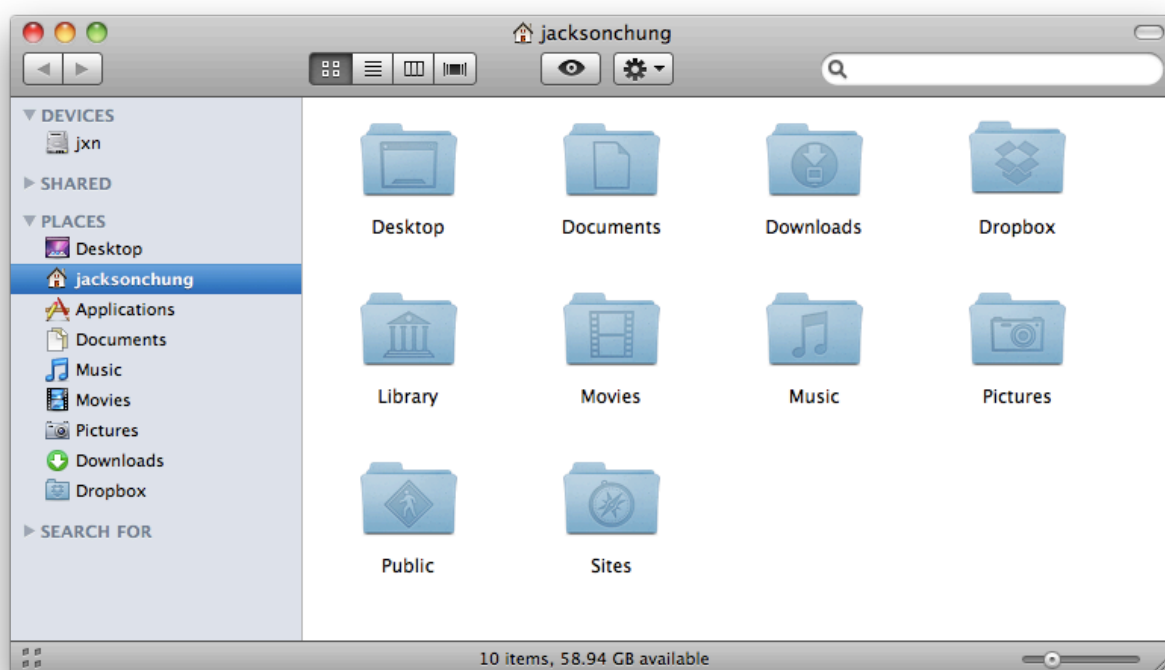 jacksonchung
DEVICES
jxn
SHARED
PLACES
Desktop
jacksonchung
Applications
Documents
Music
Movies
Pictures
Downloads
Dropbox
SEARCH FOR
Desktop Documents Downloads Dropbox
Library Movies Music Pictures
Public Sites
10 items, 58.94 GB available